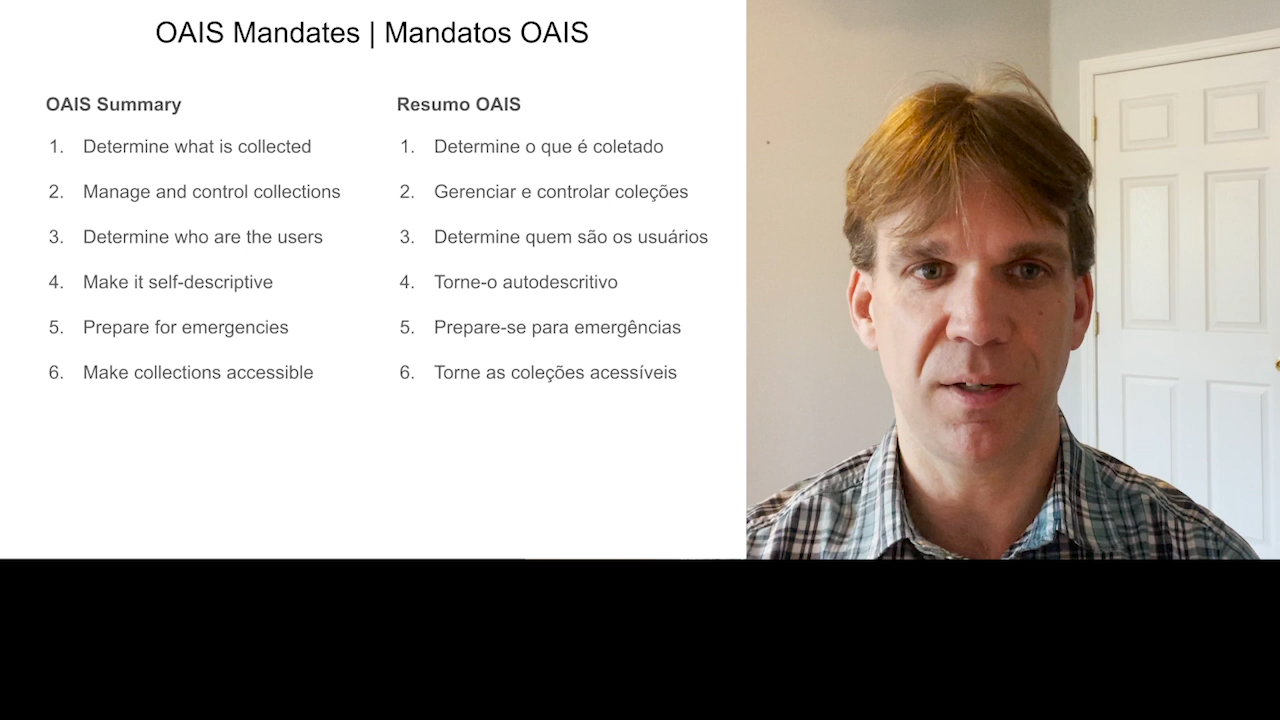 OAIS Mandates | Mandatos OAIS
OAIS Summary
1. Determine what is collected
2. Manage and control collections
3. Determine who are the users
4. Make it self-descriptive
5. Prepare for emergencies
6. Make collections accessible
Resumo OAIS
1. Determine o que é coletado
2. Gerenciar e controlar coleções
3. Determine quem são os usuários
4. Torne-o autodescritivo
5. Prepare-se para emergências
6. Torne as coleções acessíveis